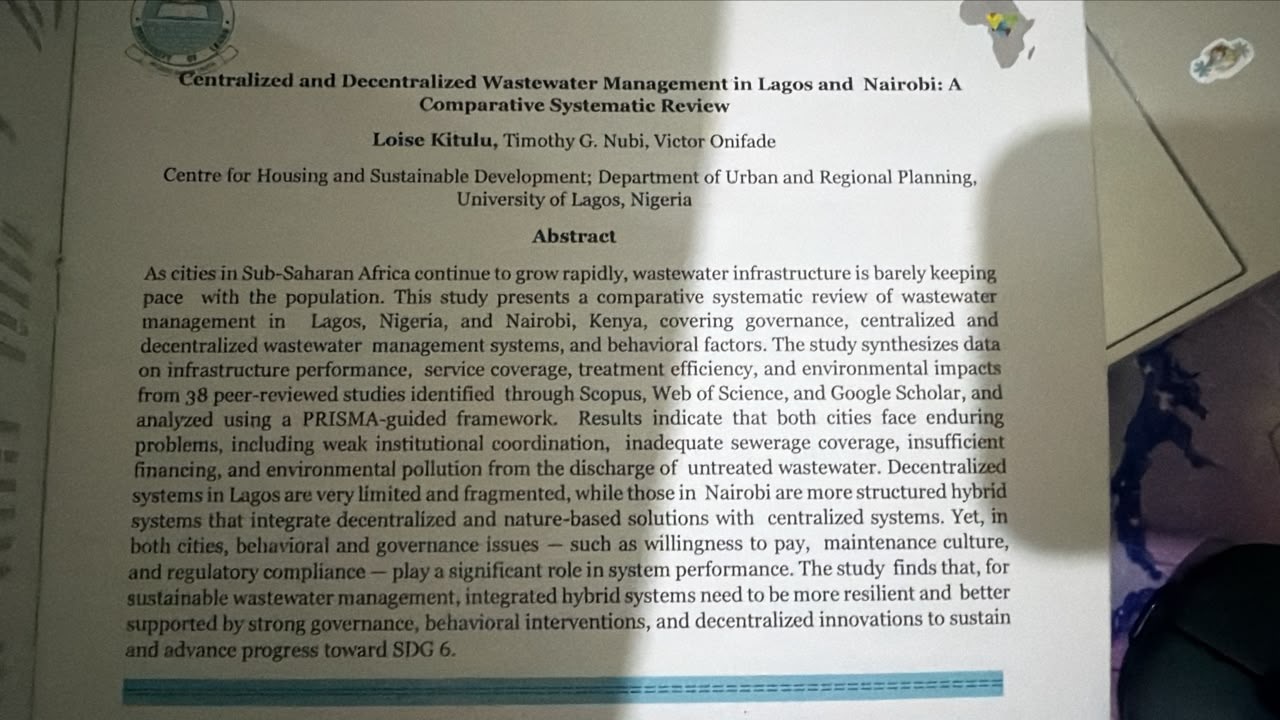 Centralized and Decentralized Wastewater Management in Lagos and Nairobi: A
Comparative Systematic Review
Loise Kitulu, Timothy G. Nubi, Victor Onifade
Centre for Housing and Sustainable Development; Department of Urban and Regional Planning,
University of Lagos, Nigeria
Abstract
As cities in Sub-Saharan Africa continue to grow rapidly, wastewater infrastructure is barely keeping
pace with the population. This study presents a comparative systematic review of wastewater
management in Lagos, Nigeria, and Nairobi, Kenya, covering governance, centralized and
decentralized wastewater management systems, and behavioral factors. The study synthesizes data
on infrastructure performance, service coverage, treatment efficiency, and environmental impacts
from 38 peer-reviewed studies identified through Scopus, Web of Science, and Google Scholar, and
analyzed using a PRISMA-guided framework. Results indicate that both cities face enduring
problems, including weak institutional coordination, inadequate sewerage coverage, insufficient
financing, and environmental pollution from the discharge of untreated wastewater. Decentralized
systems in Lagos are very limited and fragmented, while those in Nairobi are more structured hybrid
systems that integrate decentralized and nature-based solutions with centralized systems. Yet, in
both cities, behavioral and governance issues — such as willingness to pay, maintenance culture,
and regulatory compliance — play a significant role in system performance. The study finds that, for
sustainable wastewater management, integrated hybrid systems need to be more resilient and better
supported by strong governance, behavioral interventions, and decentralized innovations to sustain
and advance progress toward SDG 6.